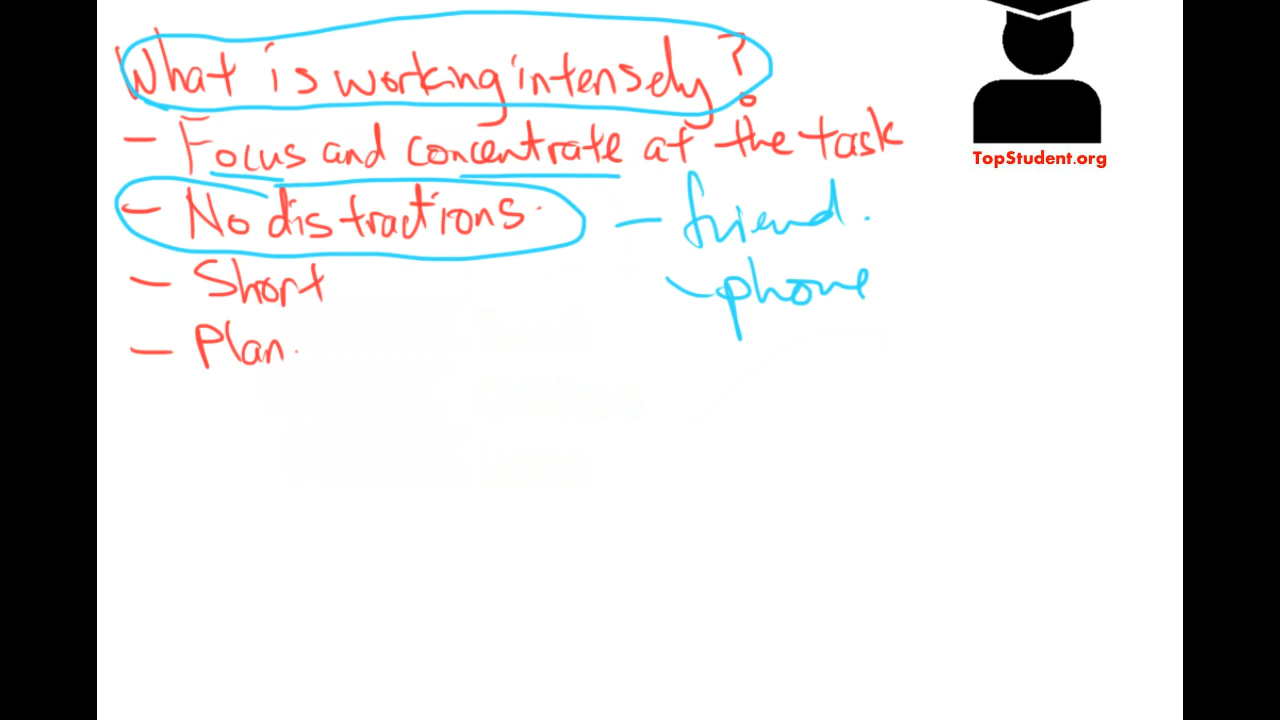 What is working intensely?
- Focus and concentrate at the task
- No distractions.
- friend.
- Short
- phone
- Plan.
TopStudent.org